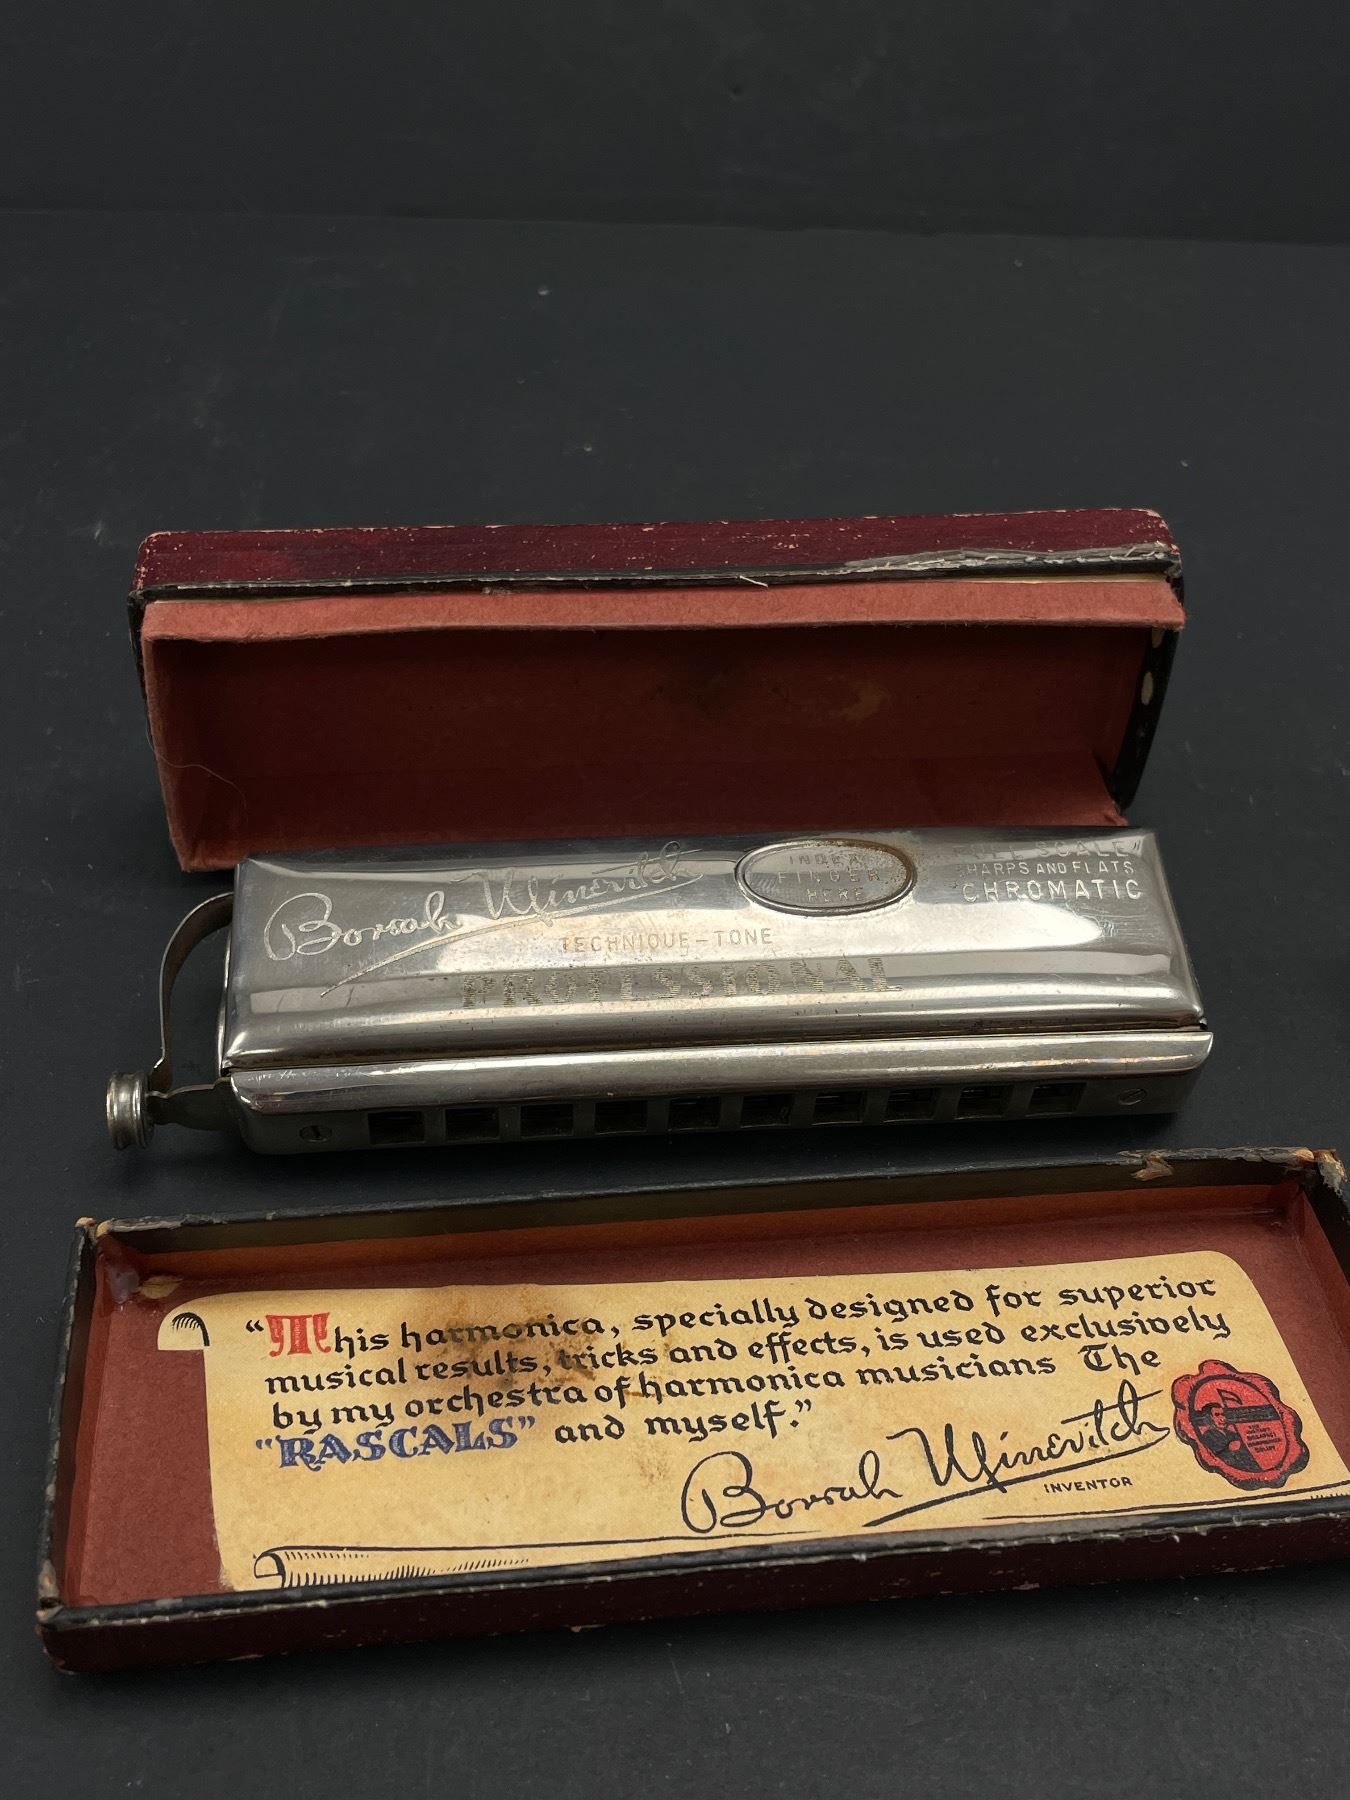 Borrah Minevitch
INDEX
FINGER
HERE
"FULL SCALE"
SHARPS AND FLATS
"CHROMATIC
TECHNIQUE-TONE
PROFESSIONAL
"This harmonica, specially designed for superior
musical results, tricks and effects, is used exclusively
by my orchestra of harmonica musicians The
"RASCALS" and myself."
Borrah Minevitch
INVENTOR